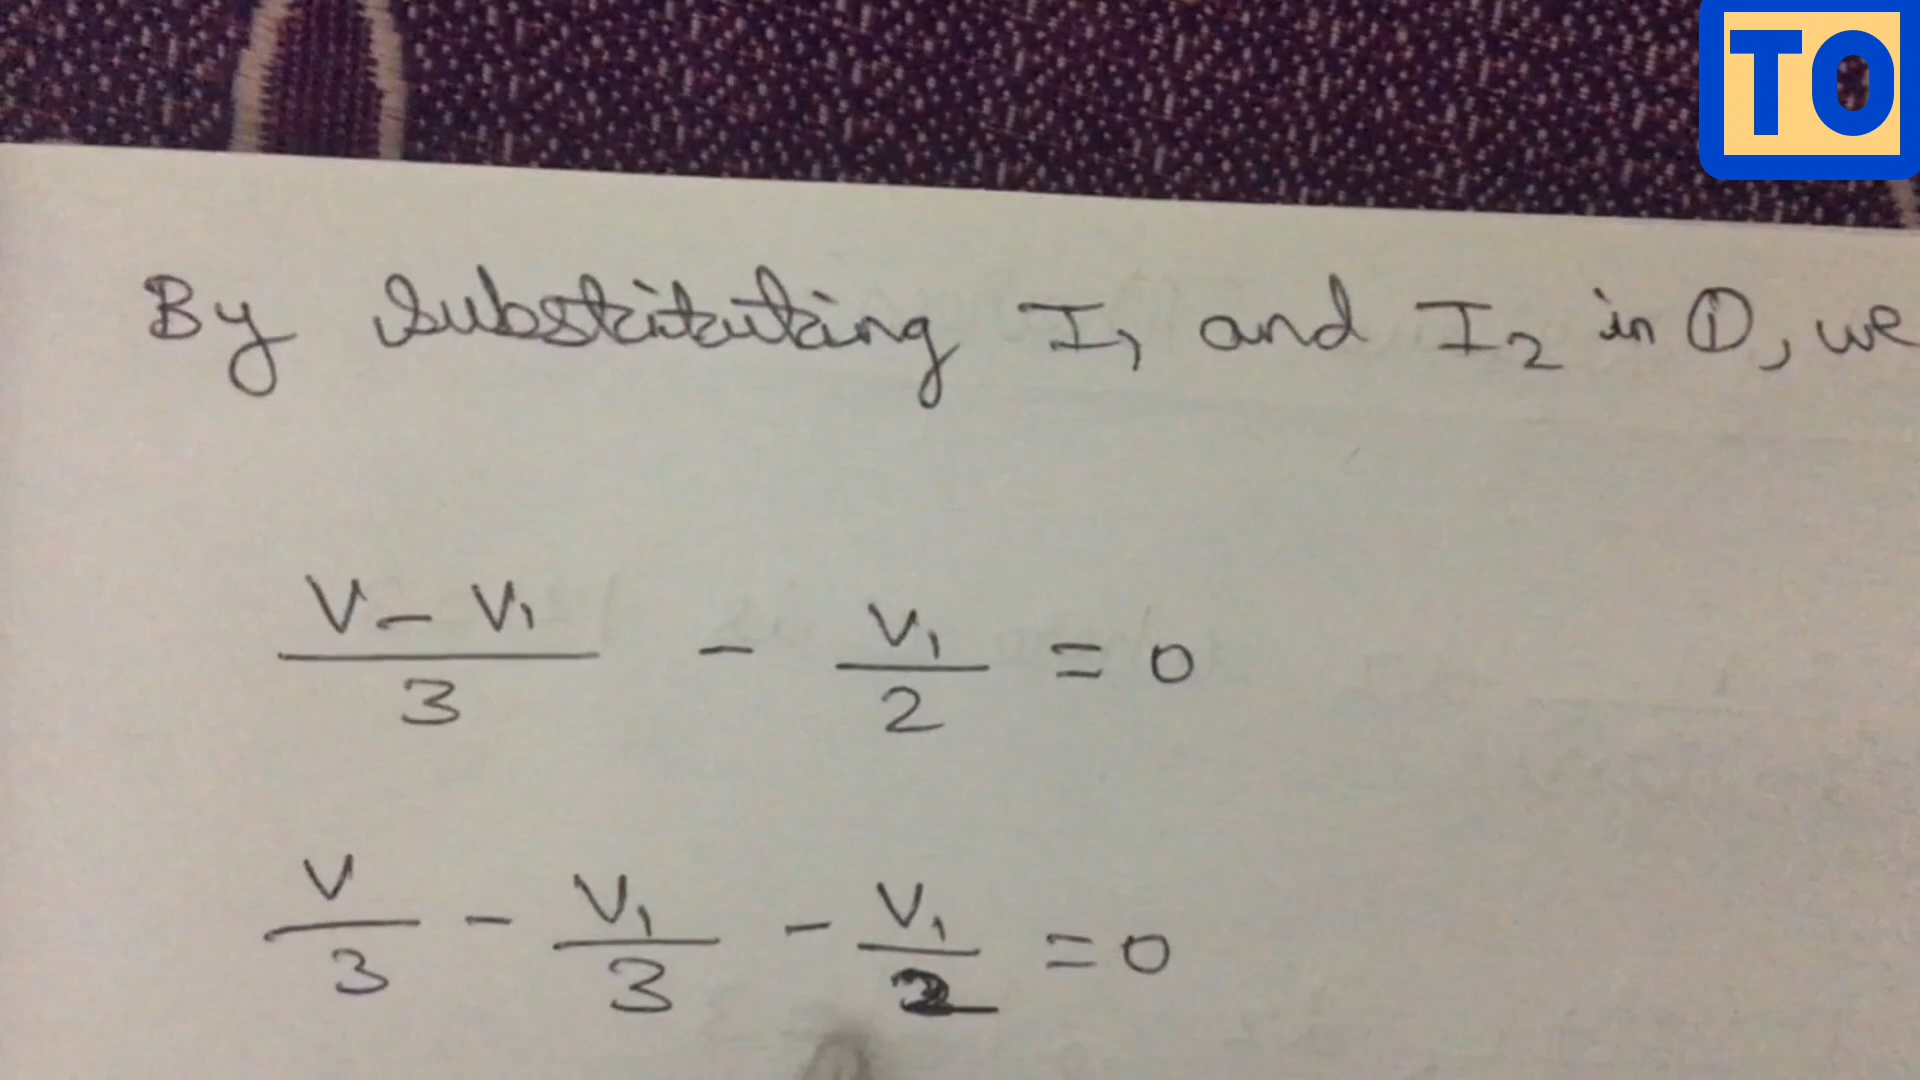 TO
By substituting I₁ and I₂ in ①, we
V - V₁ / 3 - V₁ / 2 = 0
V / 3 - V₁ / 3 - V₁ / 2 = 0